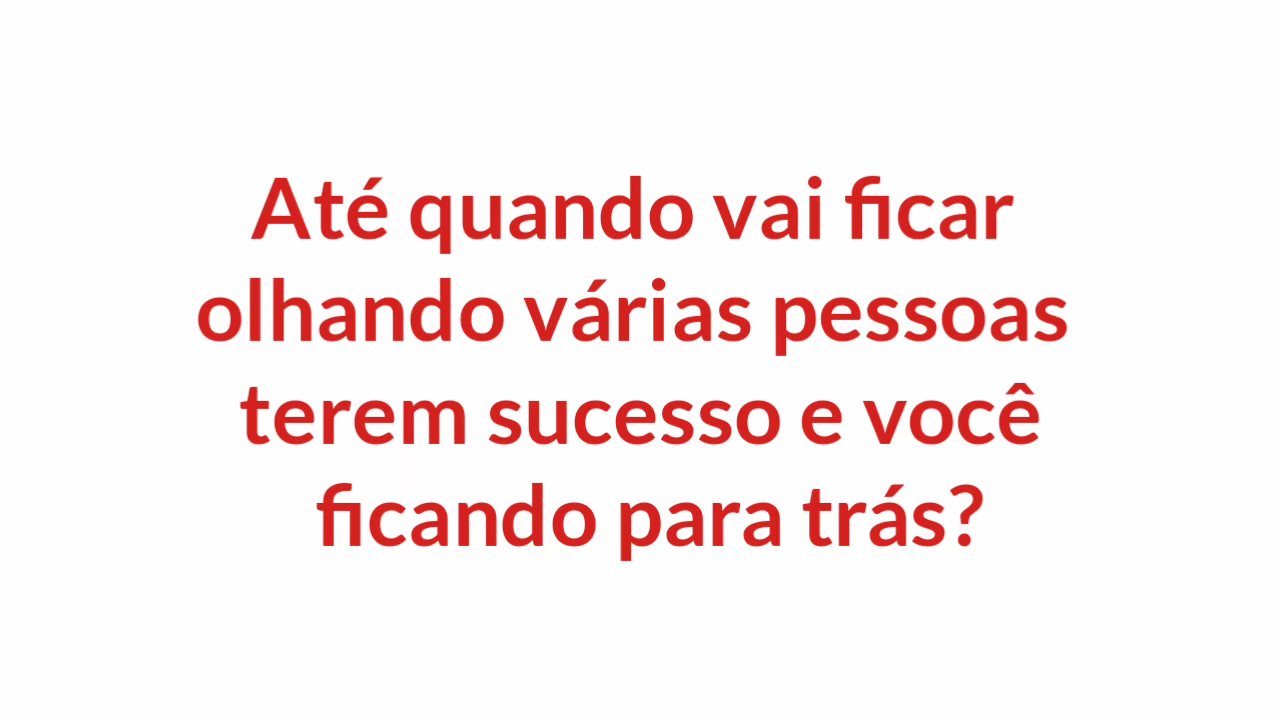 Até quando vai ficar
olhando várias pessoas
terem sucesso e você
ficando para trás?